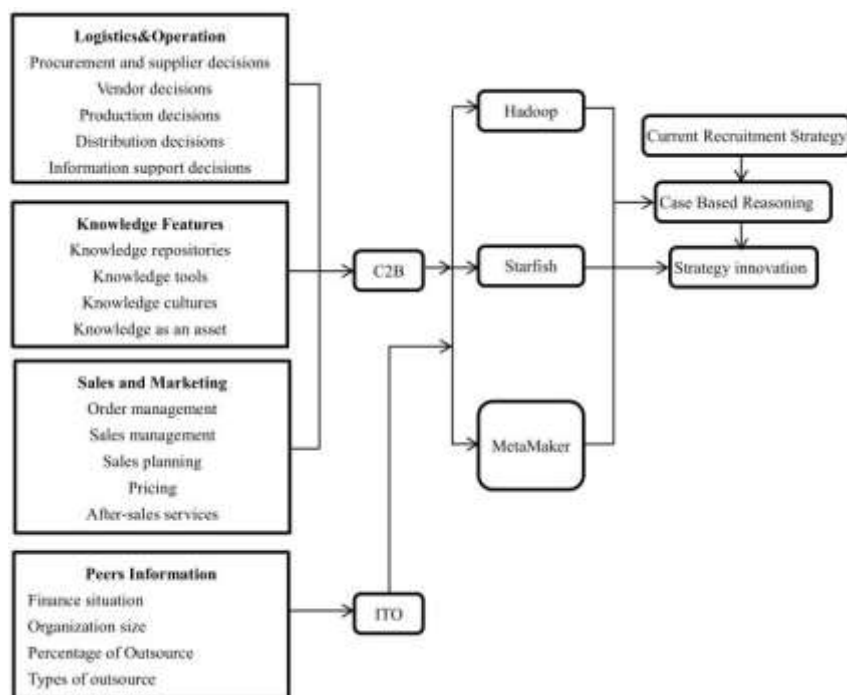 Logistics&Operation
Procurement and supplier decisions
Vendor decisions
Production decisions
Distribution decisions
Information support decisions
Knowledge Features
Knowledge repositories
Knowledge tools
Knowledge cultures
Knowledge as an asset
Sales and Marketing
Order management
Sales management
Sales planning
Pricing
After-sales services
Peers Information
Finance situation
Organization size
Percentage of Outsource
Types of outsource
C2B
ITO
Hadoop
Starfish
MetaMaker
Current Recruitment Strategy
Case Based Reasoning
Strategy innovation